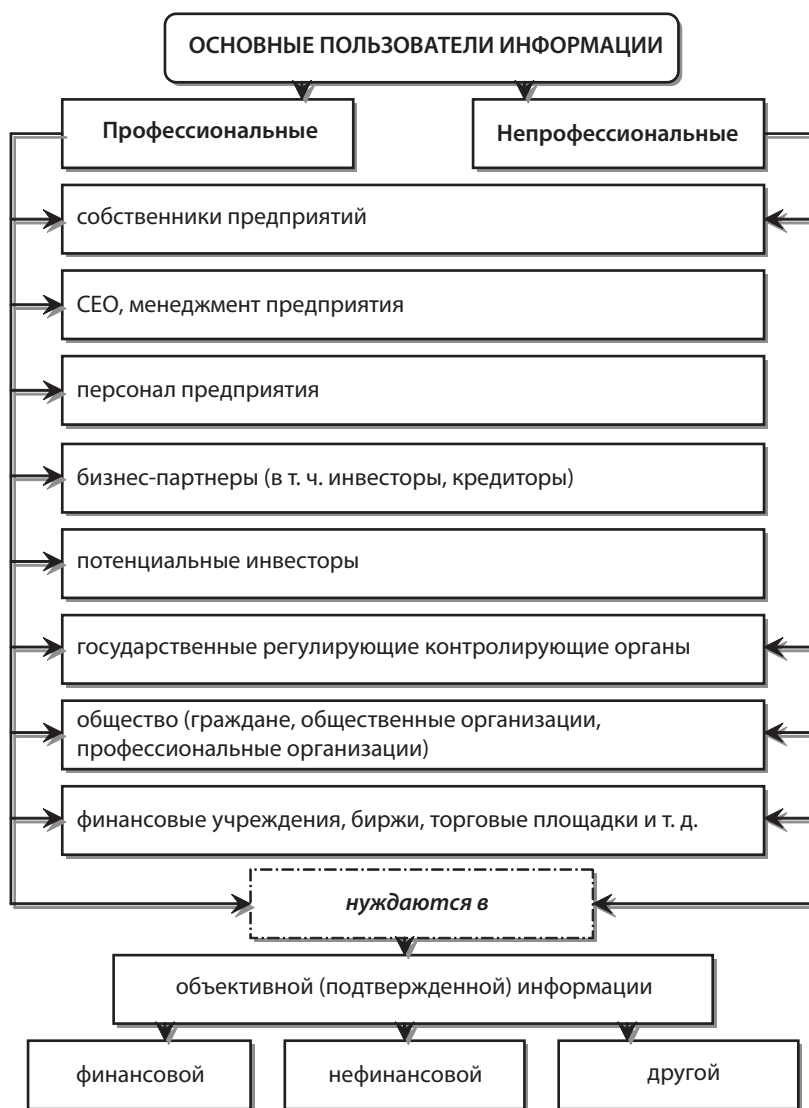 ОСНОВНЫЕ ПОЛЬЗОВАТЕЛИ ИНФОРМАЦИИ
Профессиональные
Непрофессиональные
собственники предприятий
CEO, менеджмент предприятия
персонал предприятия
бизнес-партнеры (в т. ч. инвесторы, кредиторы)
потенциальные инвесторы
государственные регулирующие контролирующие органы
общество (граждане, общественные организации,
профессиональные организации)
финансовые учреждения, биржи, торговые площадки и т. д.
нуждаются в
объективной (подтвержденной) информации
финансовой
нефинансовой
другой